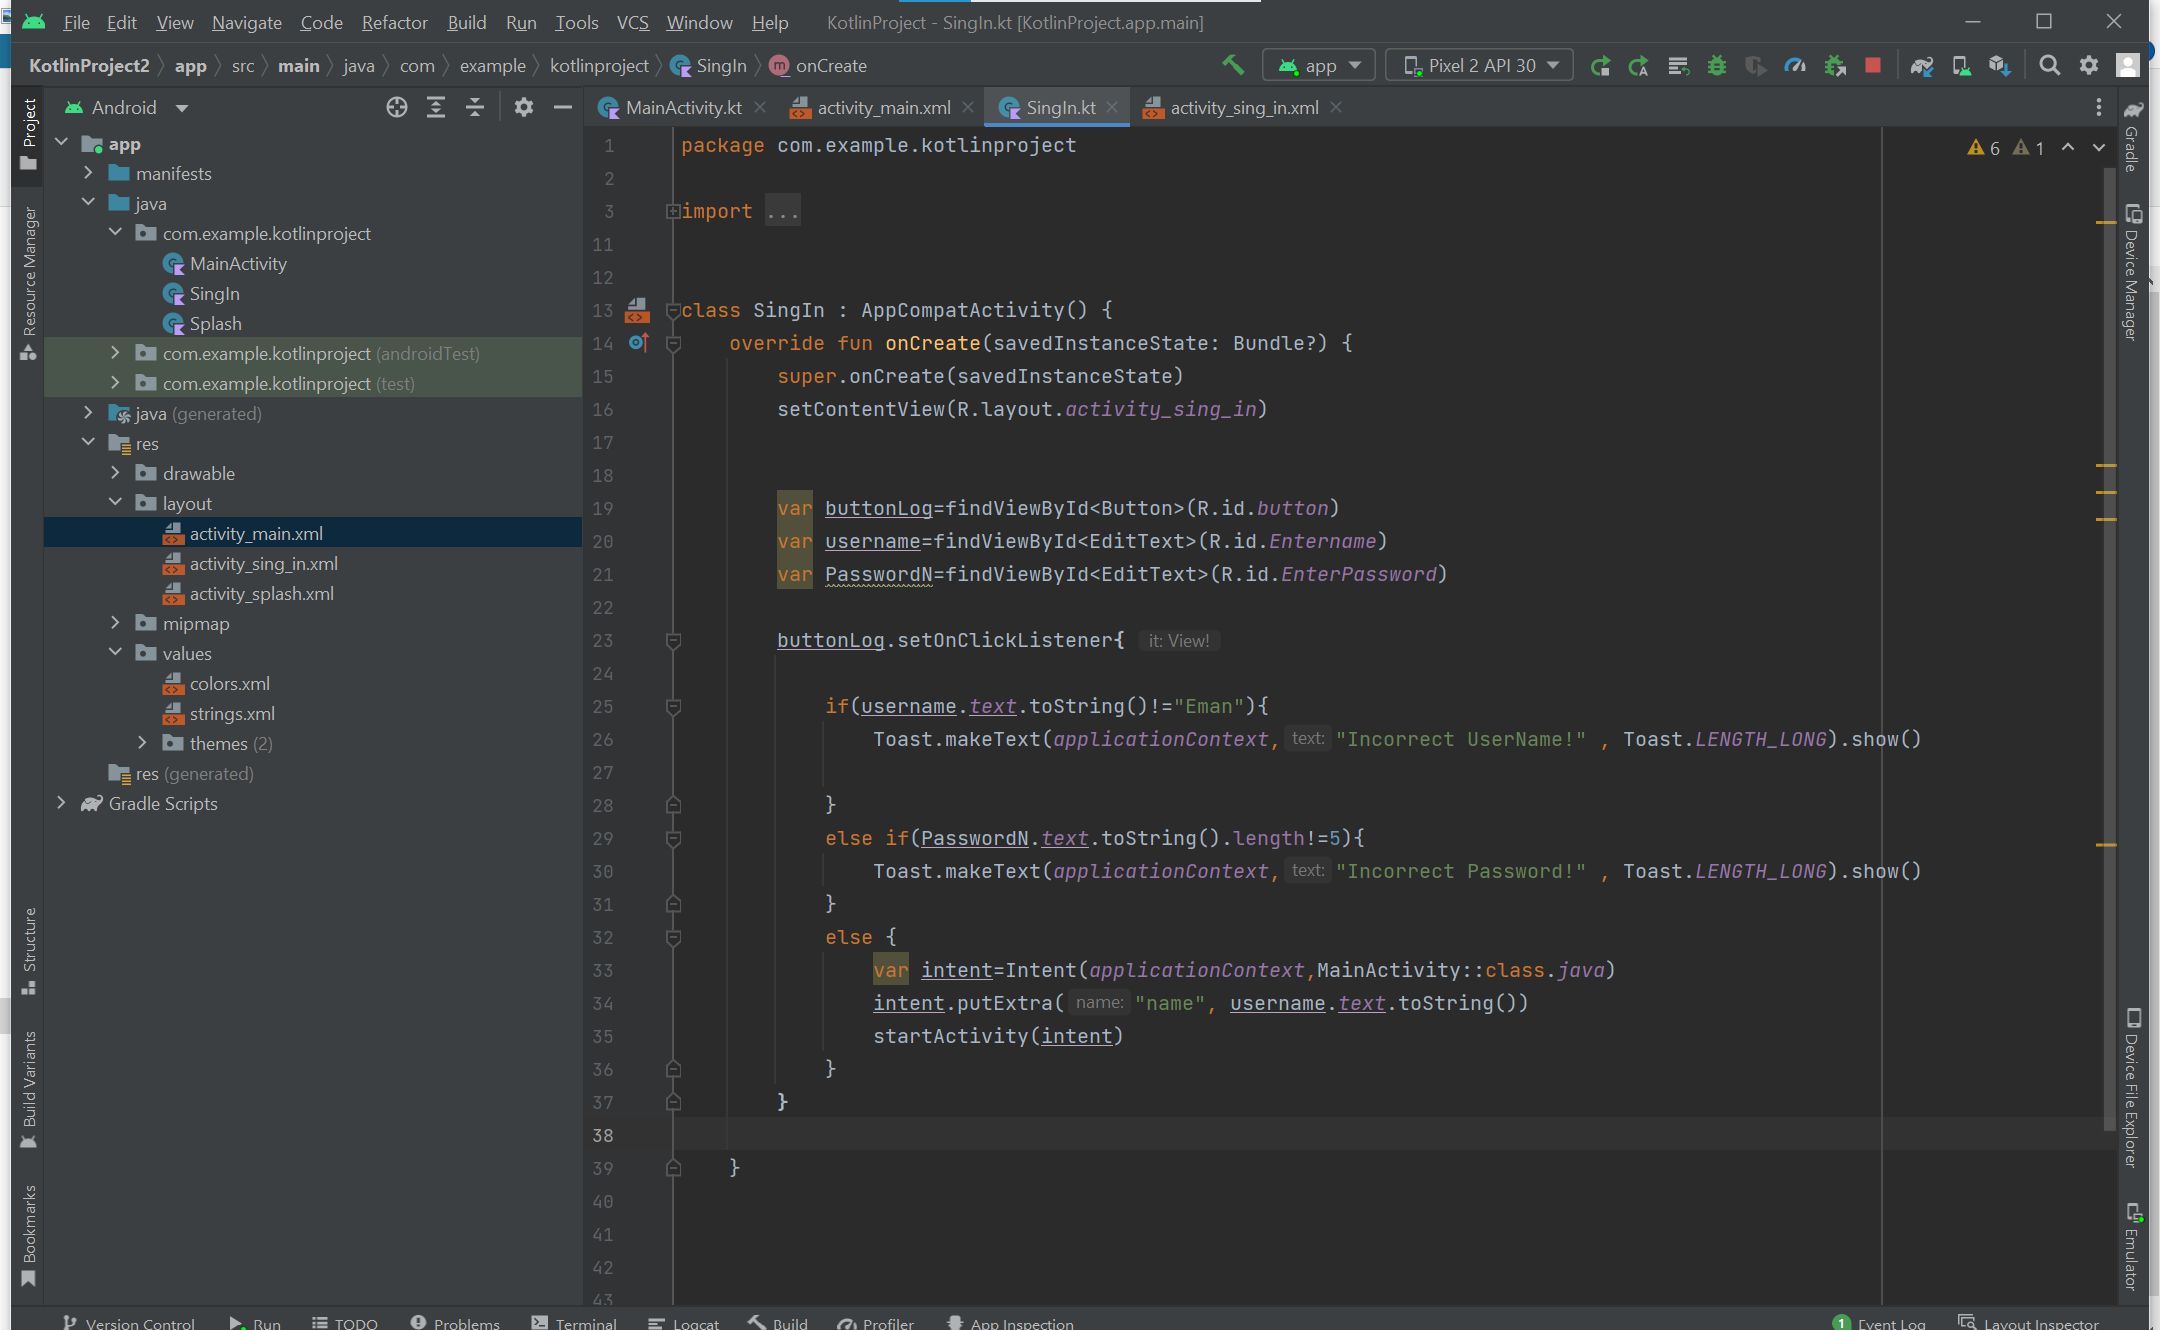 File Edit View Navigate Code Refactor Build Run Tools VCS Window Help KotlinProject - SingIn.kt [KotlinProject.app.main]
KotlinProject2 app src main java com example kotlinproject SingIn onCreate app Pixel 2 API 30
Android
MainActivity.kt activity_main.xml SingIn.kt activity_sing_in.xml
Project
Resource Manager
Structure
Build Variants
Bookmarks
app
manifests
java
com.example.kotlinproject
MainActivity
SingIn
Splash
com.example.kotlinproject (androidTest)
com.example.kotlinproject (test)
java (generated)
res
drawable
layout
activity_main.xml
activity_sing_in.xml
activity_splash.xml
mipmap
values
colors.xml
strings.xml
themes (2)
res (generated)
Gradle Scripts
6 1
1 package com.example.kotlinproject
2
3 import ...
11
12
13 class SingIn : AppCompatActivity() {
14 override fun onCreate(savedInstanceState: Bundle?) {
15 super.onCreate(savedInstanceState)
16 setContentView(R.layout.activity_sing_in)
17
18
19 var buttonLog=findViewById<Button>(R.id.button)
20 var username=findViewById<EditText>(R.id.Entername)
21 var PasswordN=findViewById<EditText>(R.id.EnterPassword)
22
23 buttonLog.setOnClickListener{ it: View!
24
25 if(username.text.toString()!="Eman"){
26 Toast.makeText(applicationContext, text: "Incorrect UserName!" , Toast.LENGTH_LONG).show()
27
28 }
29 else if(PasswordN.text.toString().length!=5){
30 Toast.makeText(applicationContext, text: "Incorrect Password!" , Toast.LENGTH_LONG).show()
31 }
32 else {
33 var intent=Intent(applicationContext,MainActivity::class.java)
34 intent.putExtra( name: "name", username.text.toString())
35 startActivity(intent)
36 }
37 }
38
39 }
40
41
42
43
Gradle
Device Manager
Device File Explorer
Emulator
Version Control Run TODO Problems Terminal Logcat Build Profiler App Inspection 1 Event Log Layout Inspector